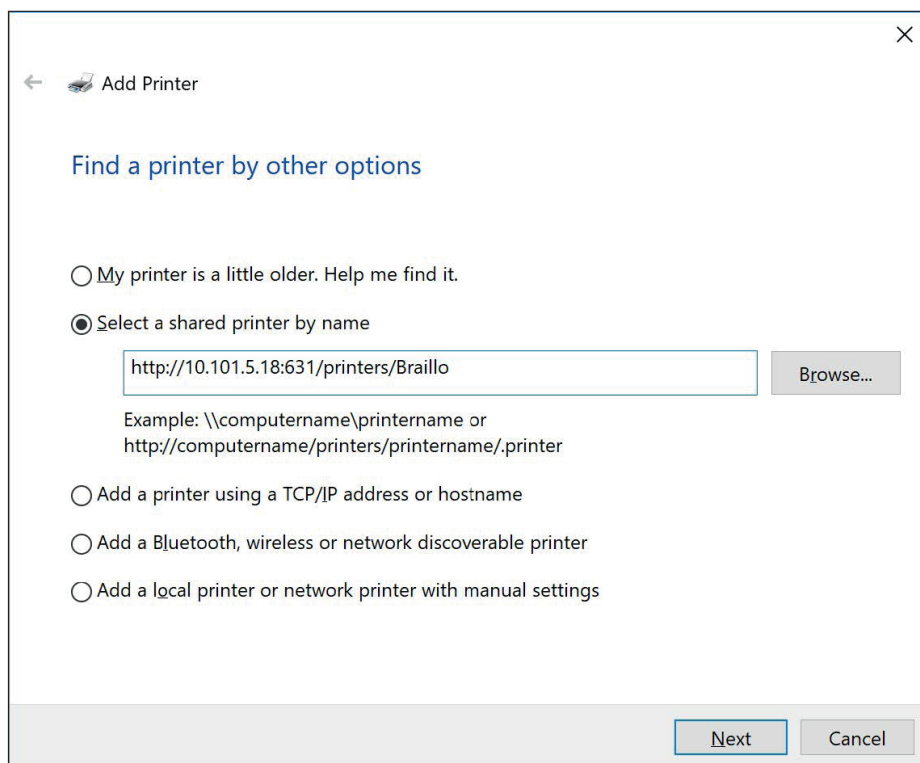 Add Printer
Find a printer by other options
My printer is a little older. Help me find it.
Select a shared printer by name
http://10.101.5.18:631/printers/Braillo
Browse...
Example: \\computername\printername or
http://computername/printers/printername/.printer
Add a printer using a TCP/IP address or hostname
Add a Bluetooth, wireless or network discoverable printer
Add a local printer or network printer with manual settings
Next
Cancel